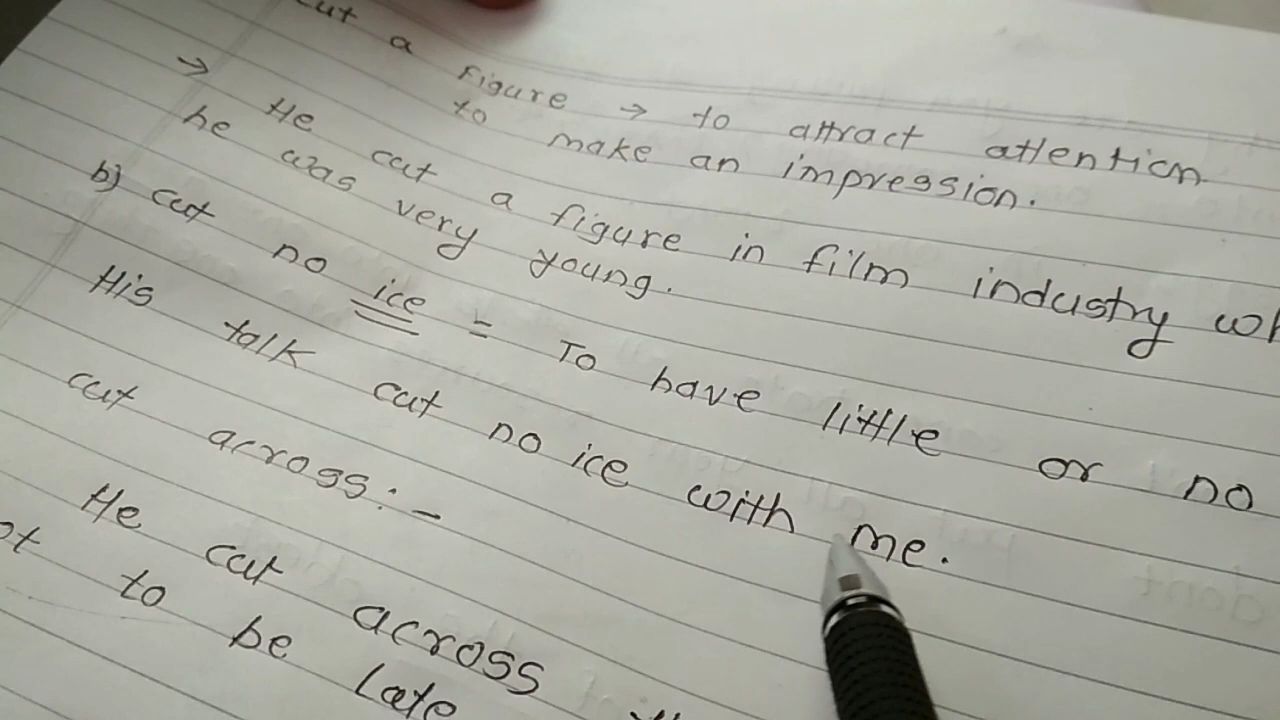 cut a figure → to attract attention
to make an impression.
→ He cut a figure in film industry
he was very young.
b) cut no ice = To have little or no
His talk cut no ice with me.
cut across :-
He cut across
to be late